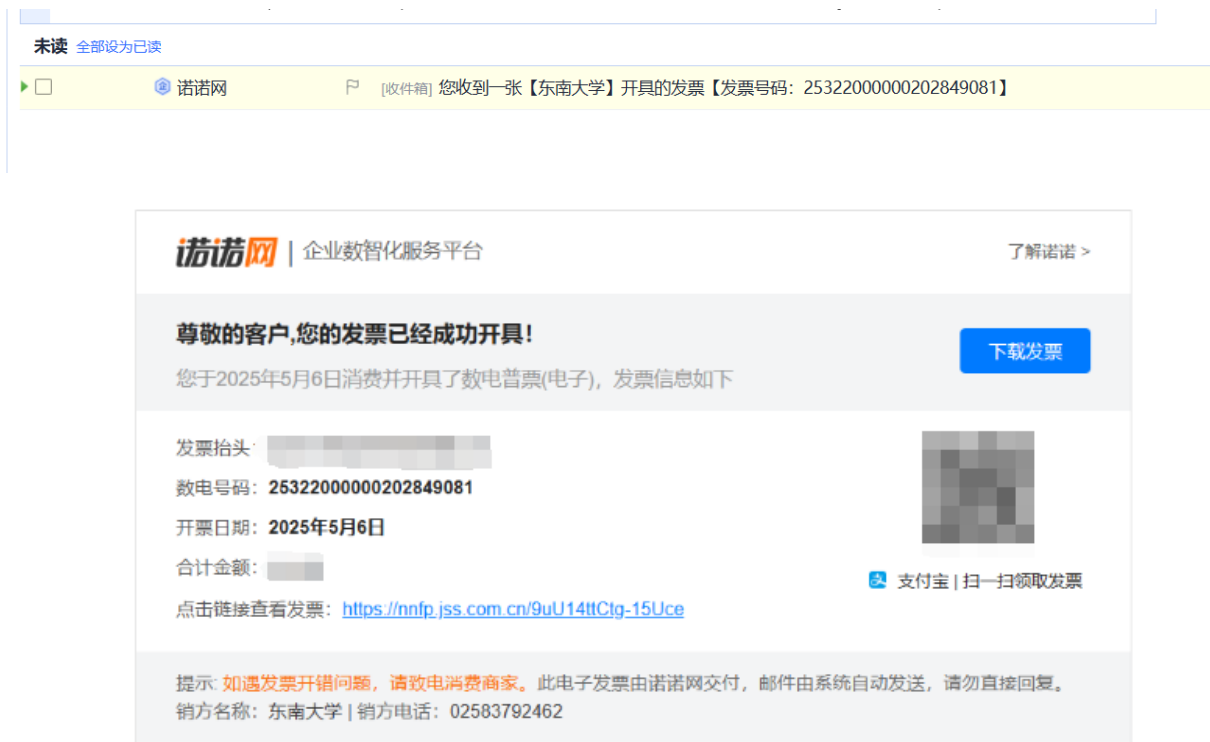 未读 全部设为已读
诺诺网 [收件箱] 您收到一张【东南大学】开具的发票【发票号码：25322000000202849081】
诺诺网 | 企业数智化服务平台 了解诺诺 >
尊敬的客户,您的发票已经成功开具！ 下载发票
您于2025年5月6日消费并开具了数电普票(电子)，发票信息如下
发票抬头:
数电号码：25322000000202849081
开票日期：2025年5月6日
合计金额：
支付宝 | 扫一扫领取发票
点击链接查看发票：https://nnfp.jss.com.cn/9uU14ttCtg-15Uce
提示: 如遇发票开错问题，请致电消费商家。此电子发票由诺诺网交付，邮件由系统自动发送，请勿直接回复。
销方名称：东南大学 | 销方电话：02583792462